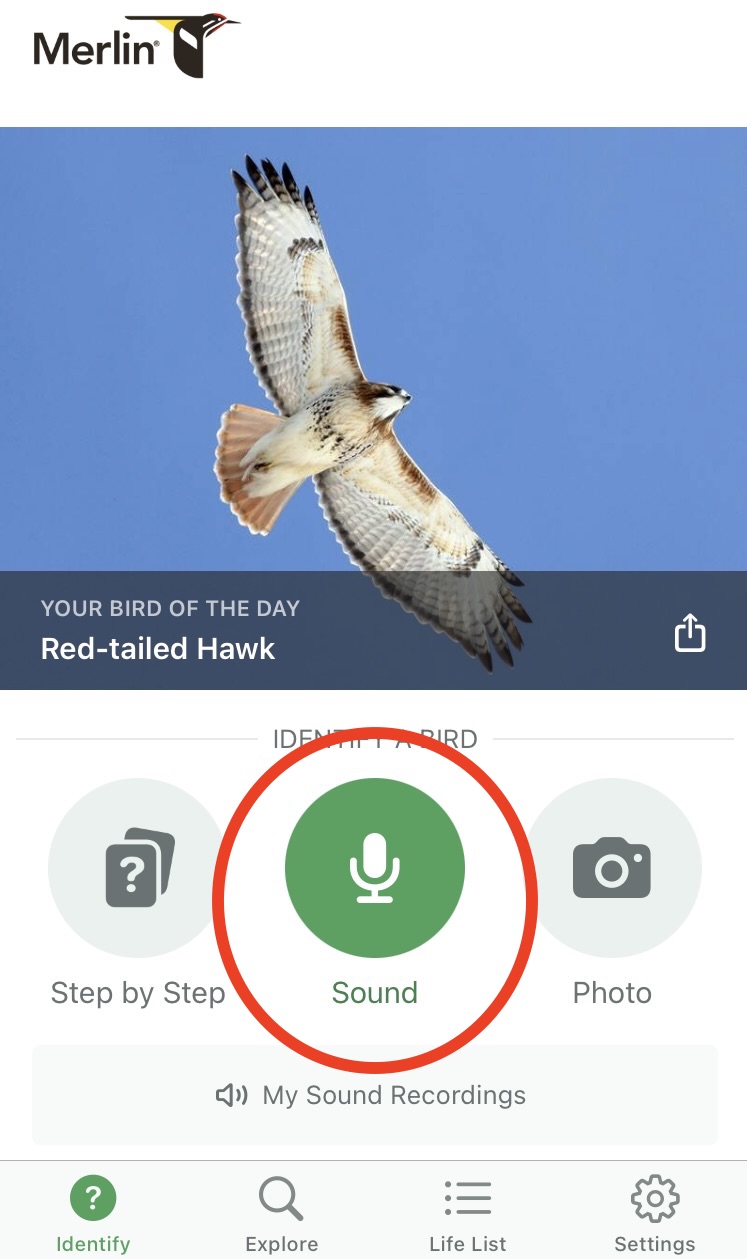 Merlin®
YOUR BIRD OF THE DAY
Red-tailed Hawk
IDENTIFY A BIRD
?
Step by Step
Sound
Photo
My Sound Recordings
?
Identify
Explore
Life List
Settings